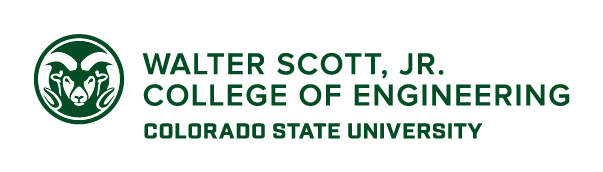 WALTER SCOTT, JR.
COLLEGE OF ENGINEERING
COLORADO STATE UNIVERSITY